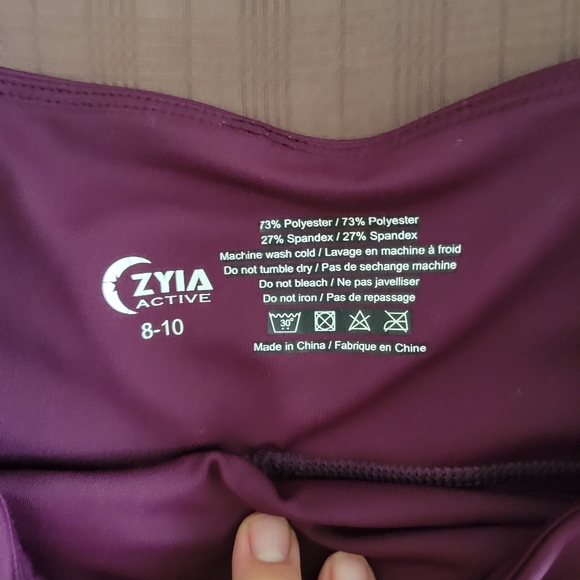 ZYIA
ACTIVE
8-10
73% Polyester / 73% Polyester
27% Spandex / 27% Spandex
Machine wash cold / Lavage en machine à froid
Do not tumble dry / Pas de sechange machine
Do not bleach / Ne pas javelliser
Do not iron / Pas de repassage
30°
Made in China / Fabrique en Chine